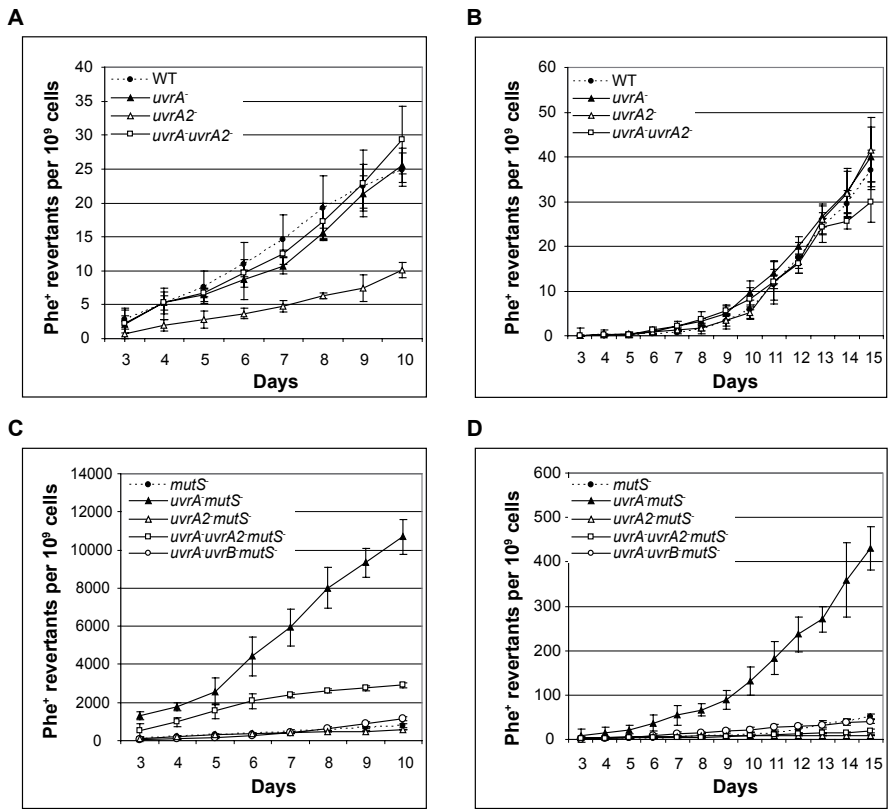 A
Phe⁺ revertants per 10⁹ cells
40
35
30
25
20
15
10
5
0
WT
uvrA⁻
uvrA2⁻
uvrA⁻uvrA2⁻
3 4 5 6 7 8 9 10
Days
B
Phe⁺ revertants per 10⁹ cells
60
50
40
30
20
10
0
WT
uvrA⁻
uvrA2⁻
uvrA⁻uvrA2⁻
3 4 5 6 7 8 9 10 11 12 13 14 15
Days
C
Phe⁺ revertants per 10⁹ cells
14000
12000
10000
8000
6000
4000
2000
0
mutS⁻
uvrA⁻mutS⁻
uvrA2⁻mutS⁻
uvrA⁻uvrA2⁻mutS⁻
uvrA⁻uvrB⁻mutS⁻
3 4 5 6 7 8 9 10
Days
D
Phe⁺ revertants per 10⁹ cells
600
500
400
300
200
100
0
mutS⁻
uvrA⁻mutS⁻
uvrA2⁻mutS⁻
uvrA⁻uvrA2⁻mutS⁻
uvrA⁻uvrB⁻mutS⁻
3 4 5 6 7 8 9 10 11 12 13 14 15
Days